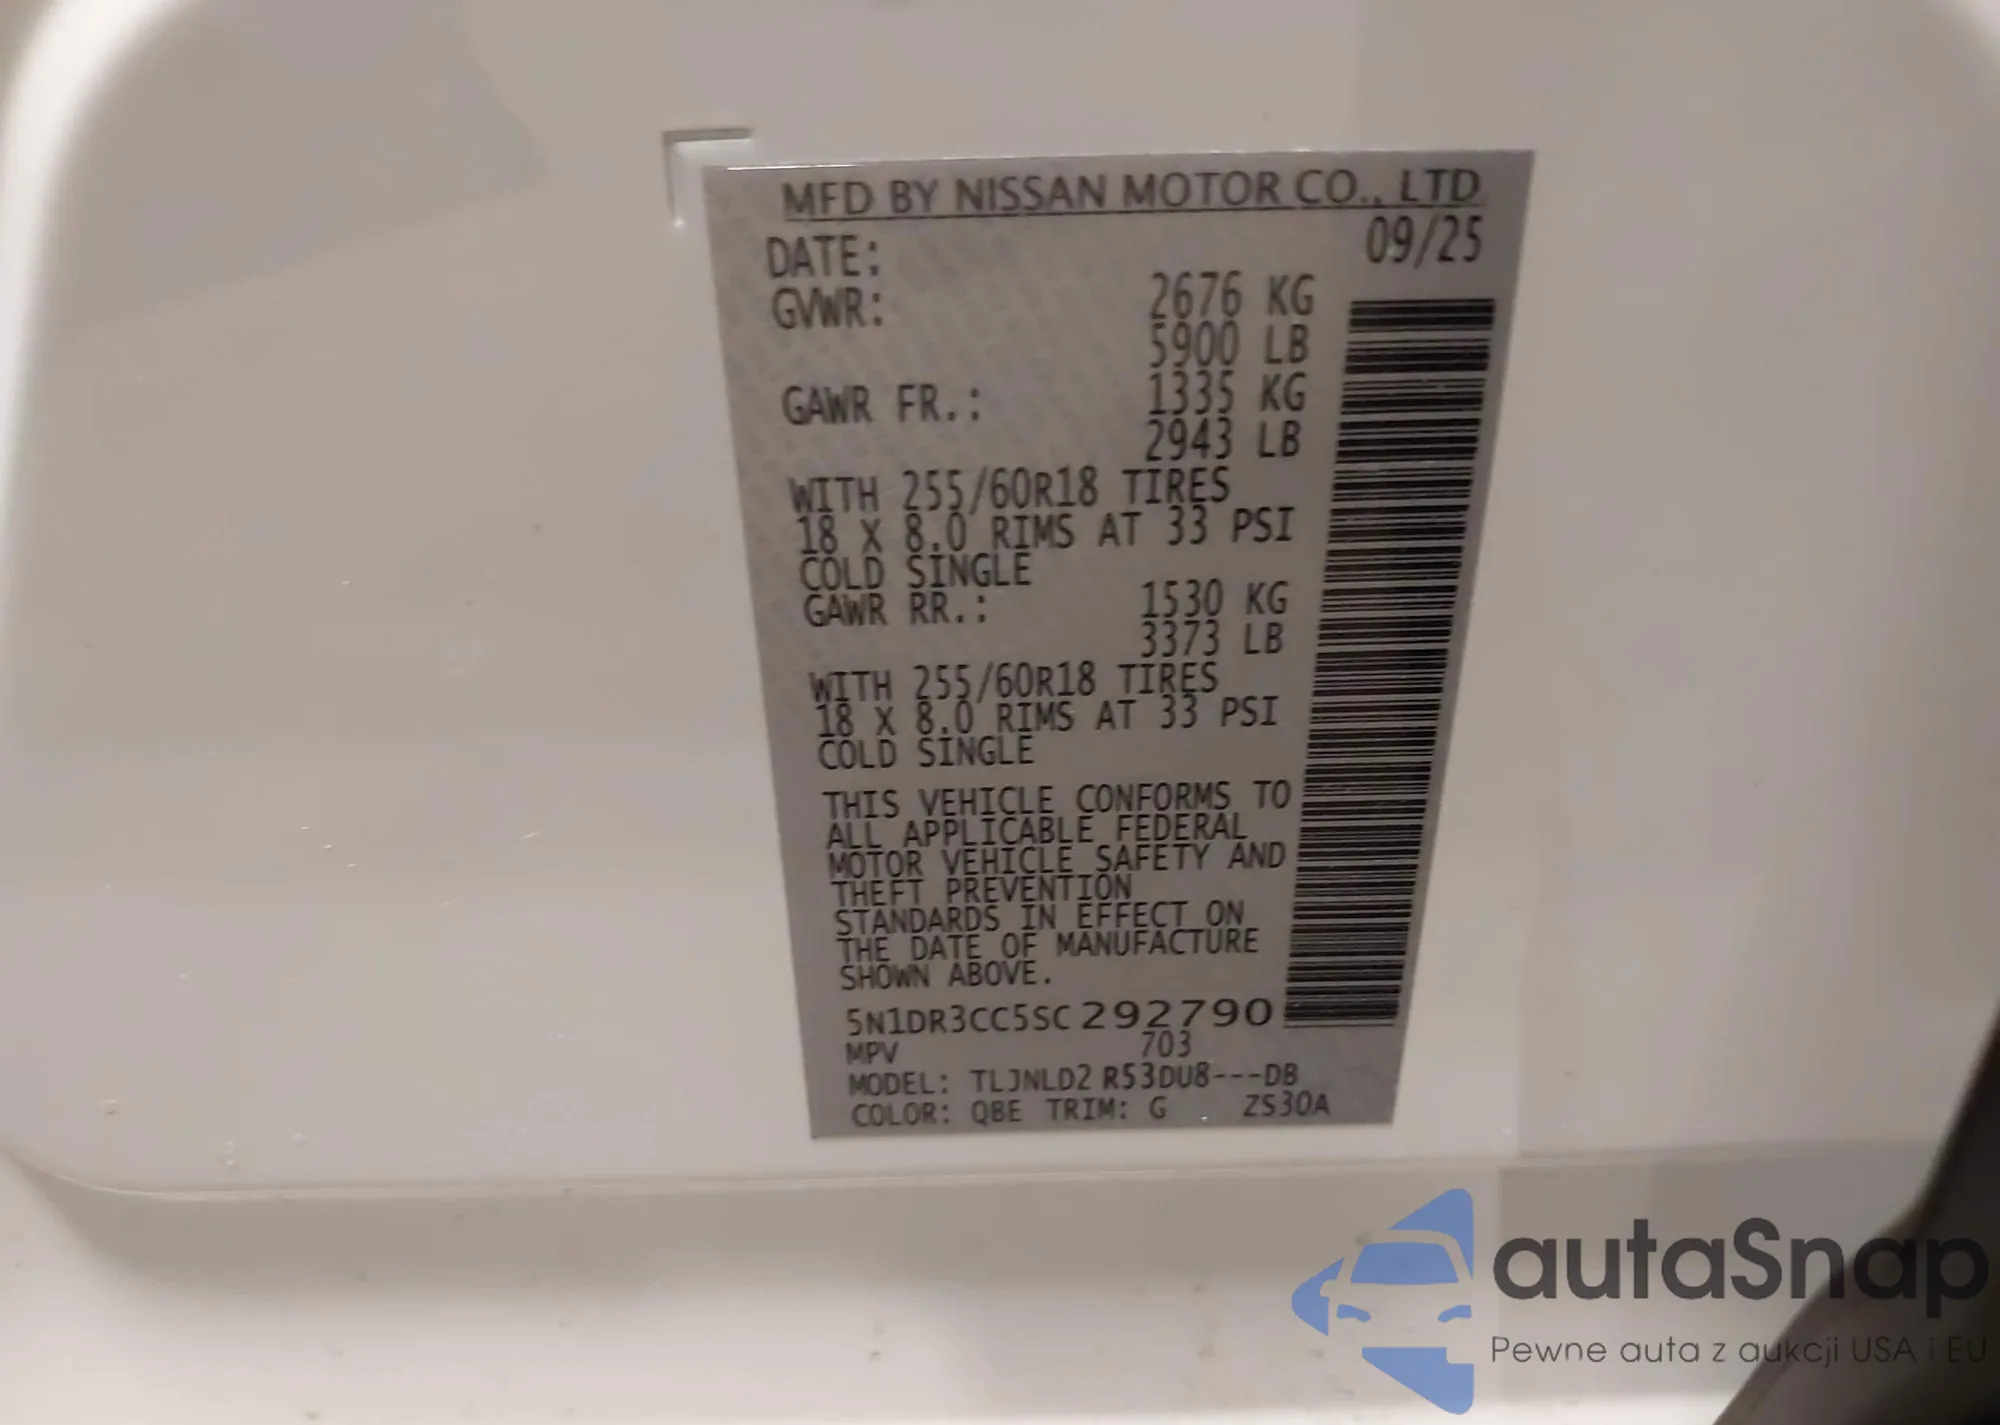 MFD BY NISSAN MOTOR CO., LTD.
DATE: 09/25
GVWR: 2676 KG
5900 LB
GAWR FR.: 1335 KG
2943 LB
WITH 255/60R18 TIRES
18 X 8.0 RIMS AT 33 PSI
COLD SINGLE
GAWR RR.: 1530 KG
3373 LB
WITH 255/60R18 TIRES
18 X 8.0 RIMS AT 33 PSI
COLD SINGLE
THIS VEHICLE CONFORMS TO
ALL APPLICABLE FEDERAL
MOTOR VEHICLE SAFETY AND
THEFT PREVENTION
STANDARDS IN EFFECT ON
THE DATE OF MANUFACTURE
SHOWN ABOVE.
5N1DR3CC5SC292790
MPV 703
MODEL: TLJNLD2 R53DU8---DB
COLOR: QBE TRIM: G ZS30A
autaSnap
Pewne auta z aukcji USA i EU